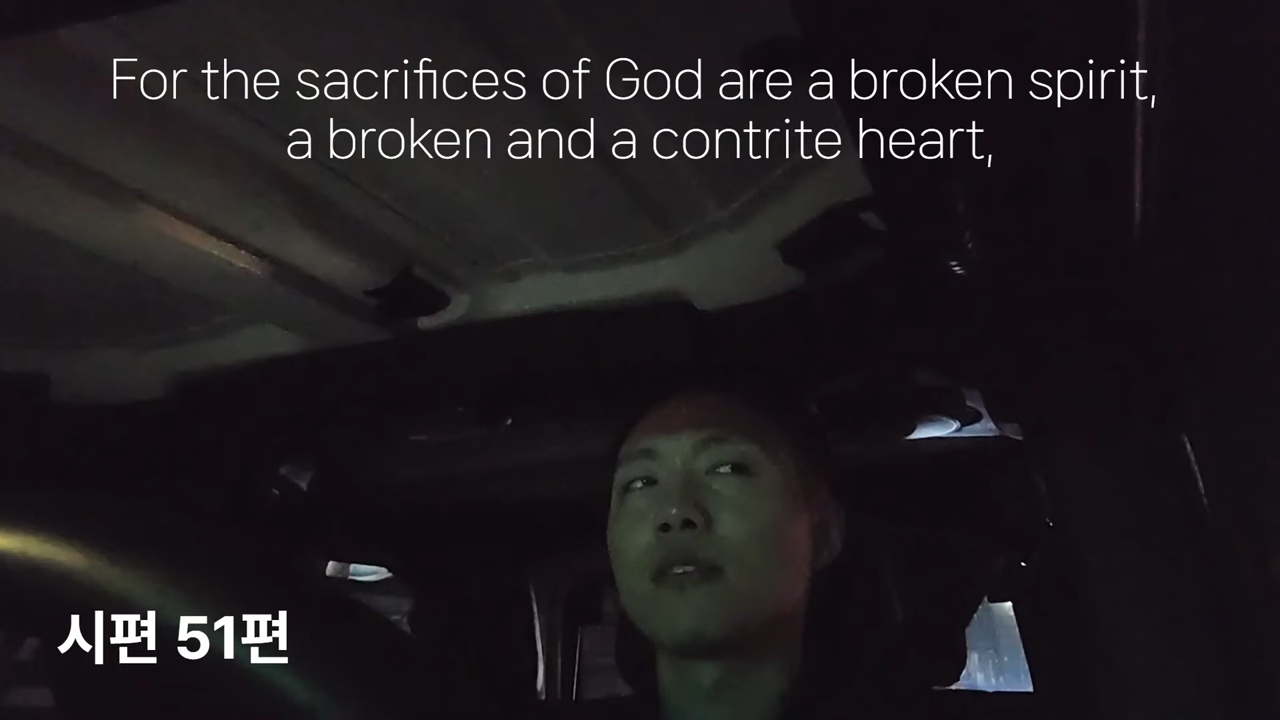 For the sacrifices of God are a broken spirit,
a broken and a contrite heart,
시편 51편